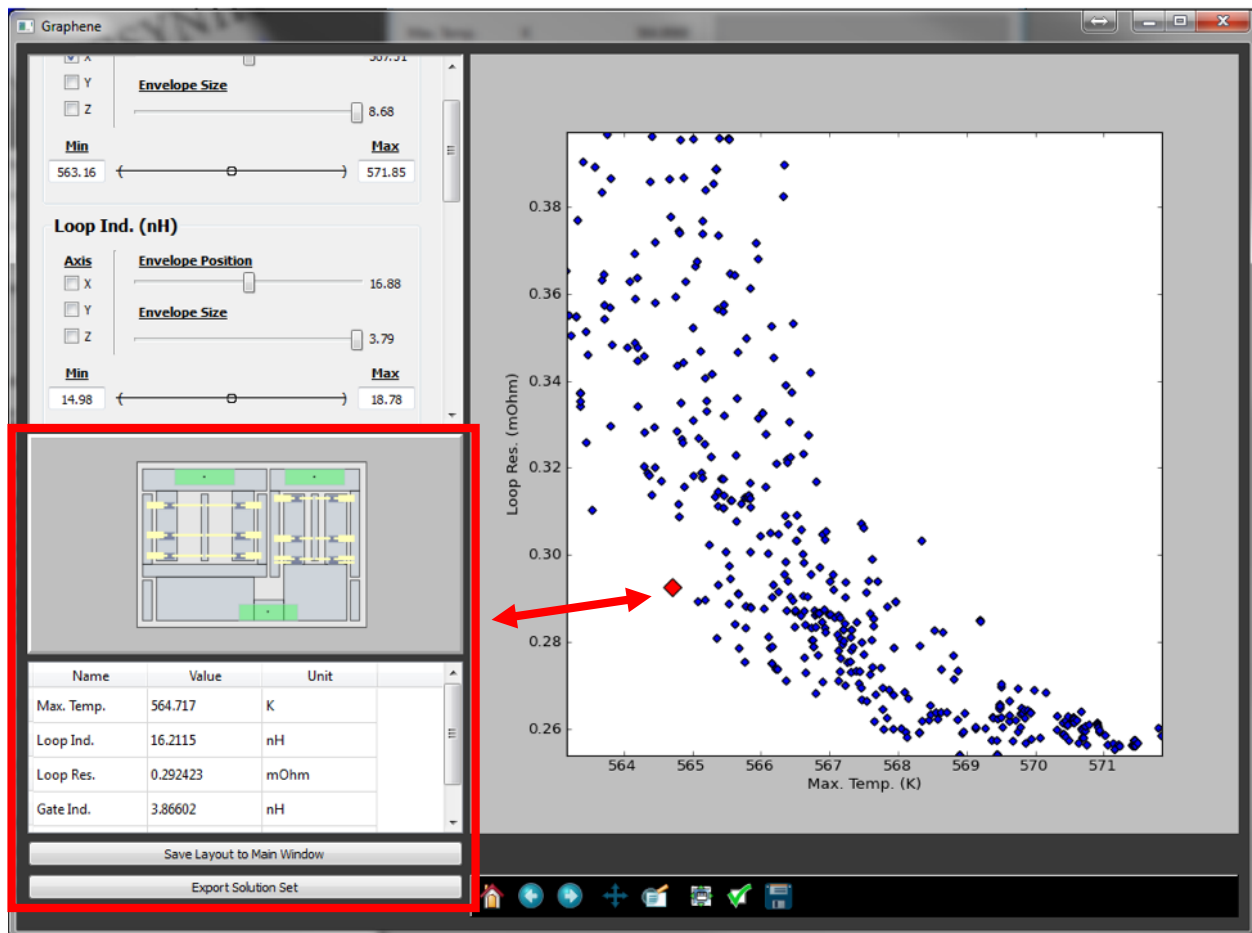 Graphene
X 567.51
Y
Envelope Size
Z
8.68
Min Max
563.16 571.85
Loop Ind. (nH)
Axis Envelope Position
X 16.88
Y
Envelope Size
Z 3.79
Min Max
14.98 18.78
Name Value Unit
Max. Temp. 564.717 K
Loop Ind. 16.2115 nH
Loop Res. 0.292423 mOhm
Gate Ind. 3.86602 nH
Save Layout to Main Window
Export Solution Set
Loop Res. (mOhm)
0.38
0.36
0.34
0.32
0.30
0.28
0.26
564 565 566 567 568 569 570 571
Max. Temp. (K)